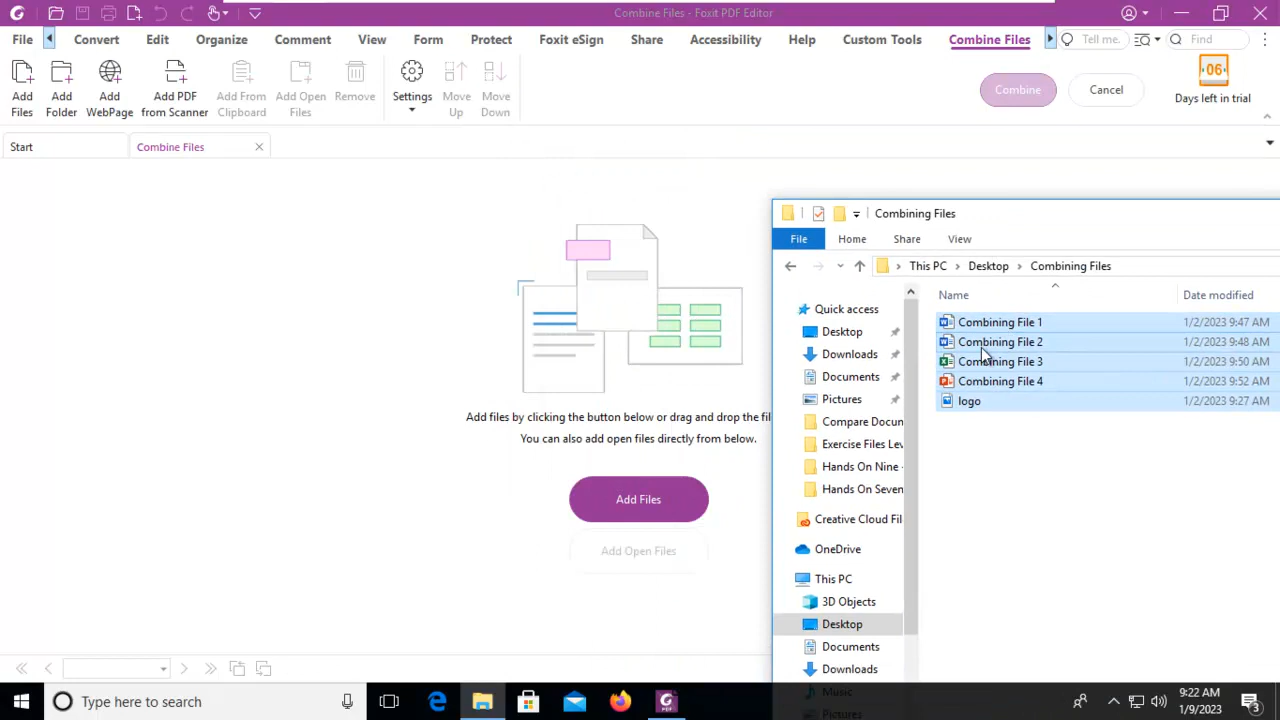 Combine Files - Foxit PDF Editor
File Convert Edit Organize Comment View Form Protect Foxit eSign Share Accessibility Help Custom Tools Combine Files Tell me. Find
Add Files
Add Folder
Add WebPage
Add PDF from Scanner
Add From Clipboard
Add Open Files
Remove
Settings
Move Up
Move Down
Combine
Cancel
06
Days left in trial
Start
Combine Files
Add files by clicking the button below or drag and drop the fil
You can also add open files directly from below.
Add Files
Add Open Files
Combining Files
File Home Share View
This PC Desktop Combining Files
Name Date modified
Quick access
Desktop
Downloads
Documents
Pictures
Compare Docun
Exercise Files Lev
Hands On Nine -
Hands On Seven
Creative Cloud Fil
OneDrive
This PC
3D Objects
Desktop
Documents
Downloads
Music
Pictures
Combining File 1 1/2/2023 9:47 AM
Combining File 2 1/2/2023 9:48 AM
Combining File 3 1/2/2023 9:50 AM
Combining File 4 1/2/2023 9:52 AM
logo 1/2/2023 9:27 AM
Type here to search
PDF
9:22 AM
1/9/2023
3